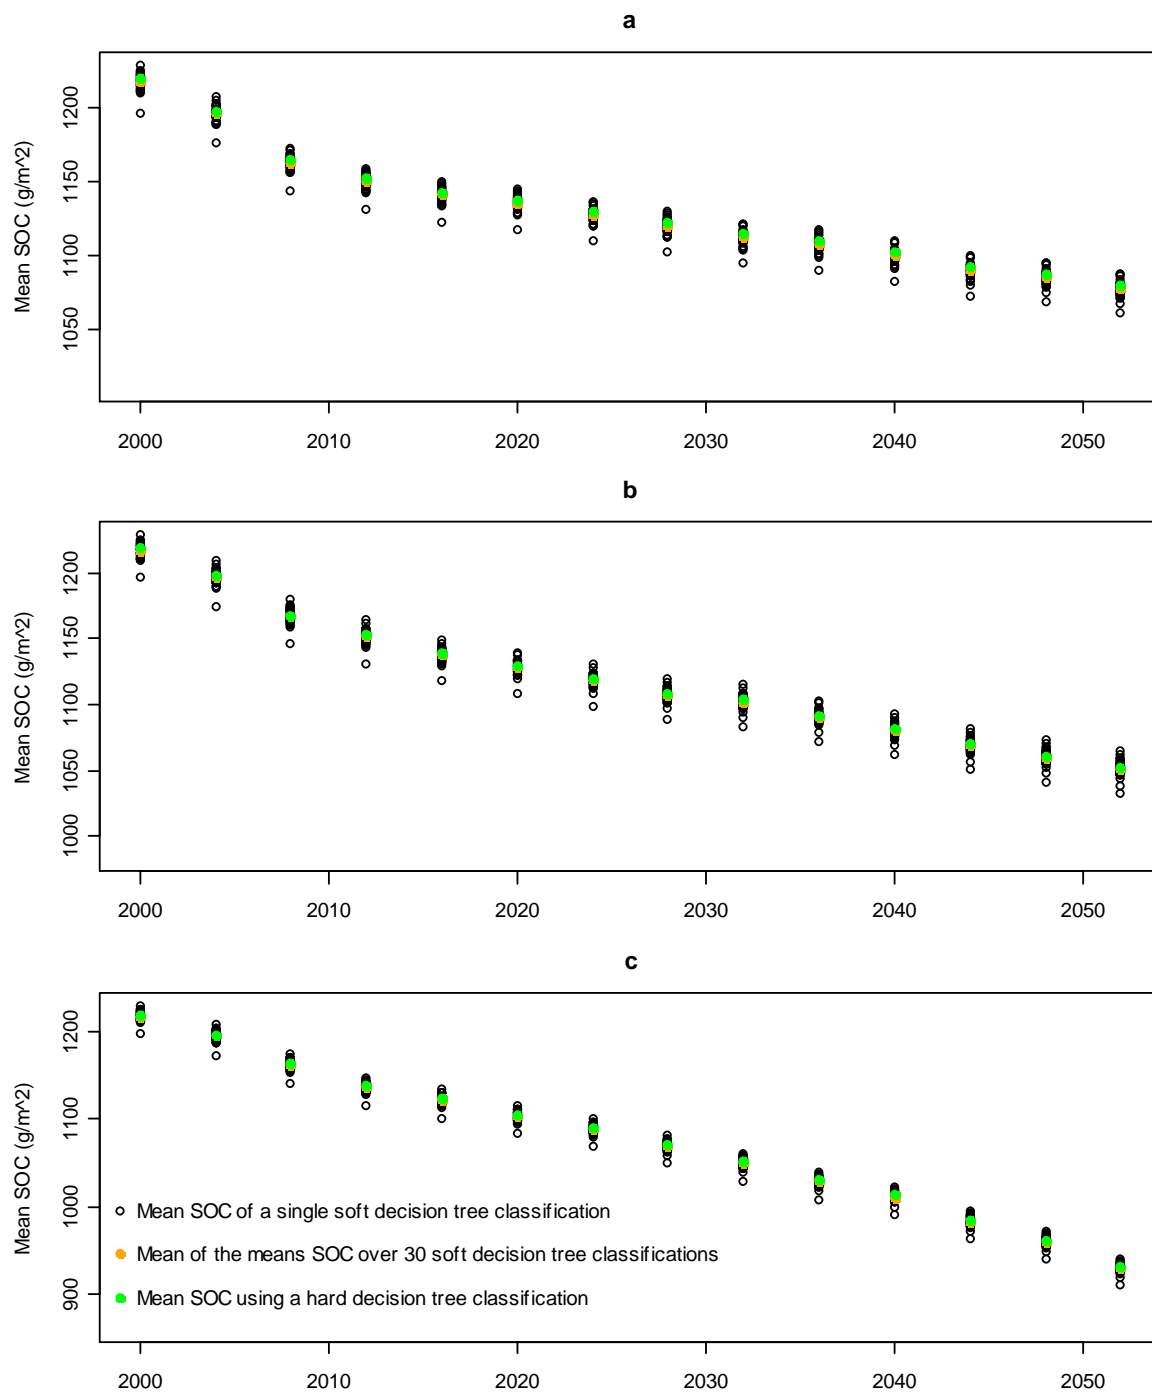 a
Mean SOC (g/m^2)
1200
1150
1100
1050
2000 2010 2020 2030 2040 2050
b
Mean SOC (g/m^2)
1200
1150
1100
1050
1000
2000 2010 2020 2030 2040 2050
c
Mean SOC (g/m^2)
1200
1100
1000
900
Mean SOC of a single soft decision tree classification
Mean of the means SOC over 30 soft decision tree classifications
Mean SOC using a hard decision tree classification
2000 2010 2020 2030 2040 2050